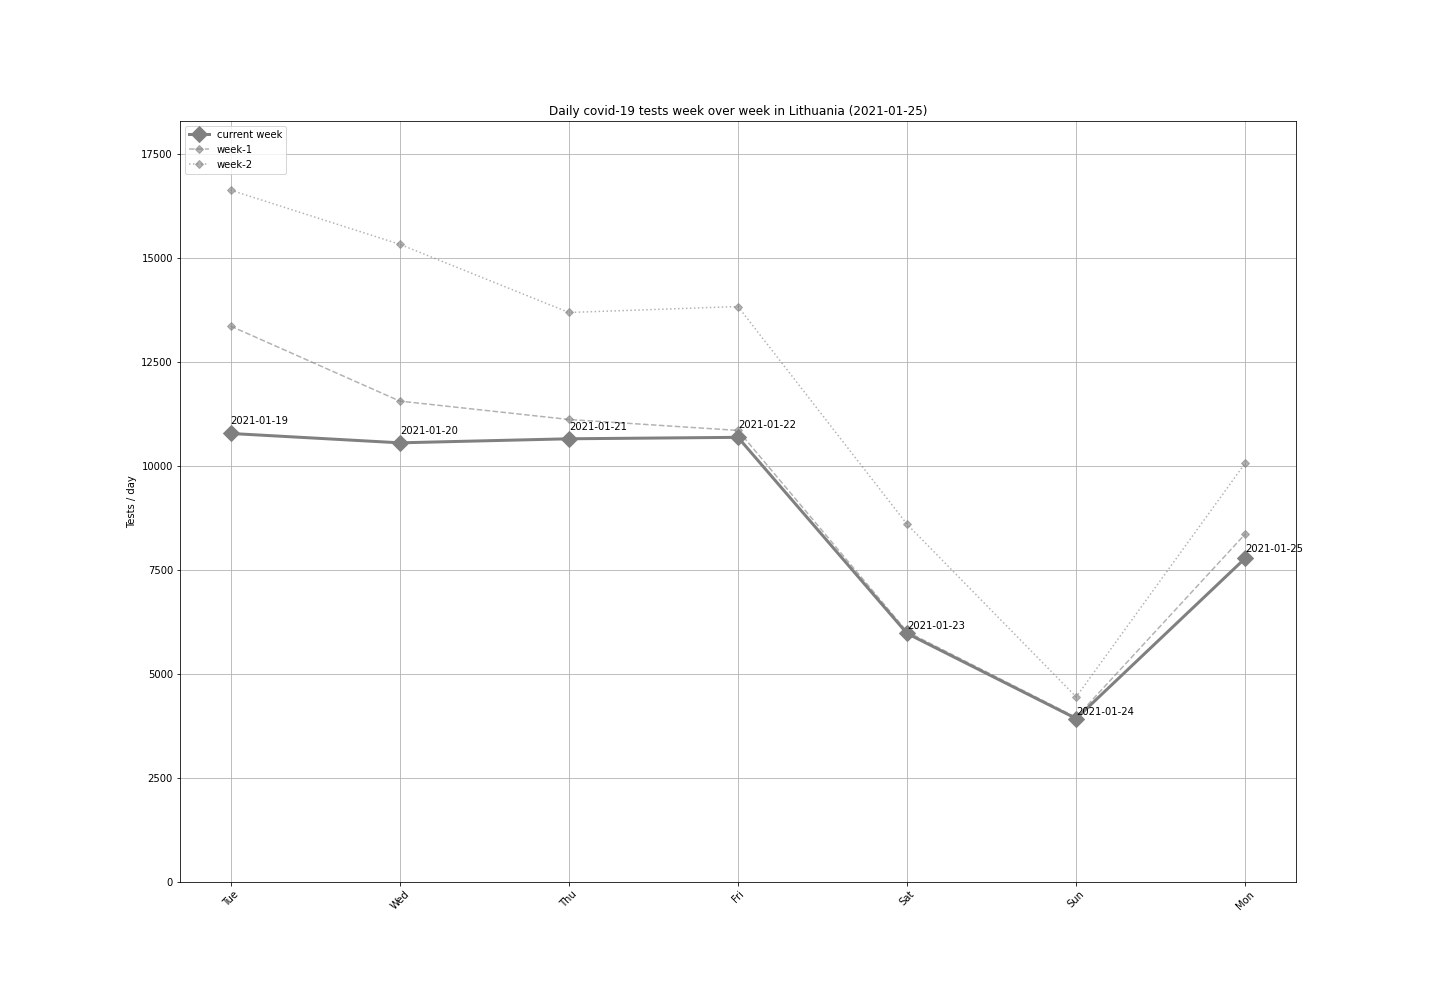 Daily covid-19 tests week over week in Lithuania (2021-01-25)
current week
week-1
week-2
17500
15000
12500
10000
7500
5000
2500
0
Tests / day
2021-01-19
2021-01-20
2021-01-21
2021-01-22
2021-01-23
2021-01-24
2021-01-25
Tue
Wed
Thu
Fri
Sat
Sun
Mon